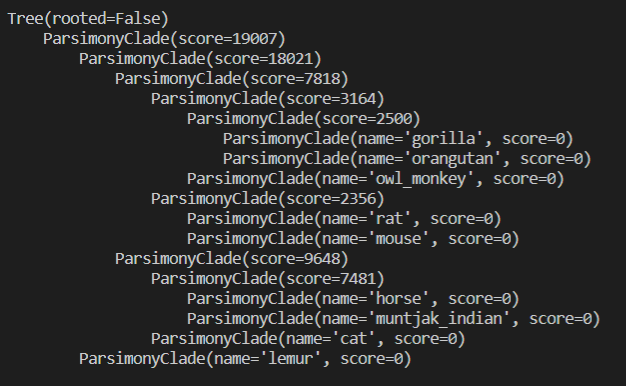 Tree(rooted=False)
    ParsimonyClade(score=19007)
        ParsimonyClade(score=18021)
            ParsimonyClade(score=7818)
                ParsimonyClade(score=3164)
                    ParsimonyClade(score=2500)
                        ParsimonyClade(name='gorilla', score=0)
                        ParsimonyClade(name='orangutan', score=0)
                    ParsimonyClade(name='owl_monkey', score=0)
                ParsimonyClade(score=2356)
                    ParsimonyClade(name='rat', score=0)
                    ParsimonyClade(name='mouse', score=0)
            ParsimonyClade(score=9648)
                ParsimonyClade(score=7481)
                    ParsimonyClade(name='horse', score=0)
                    ParsimonyClade(name='muntjak_indian', score=0)
                ParsimonyClade(name='cat', score=0)
        ParsimonyClade(name='lemur', score=0)